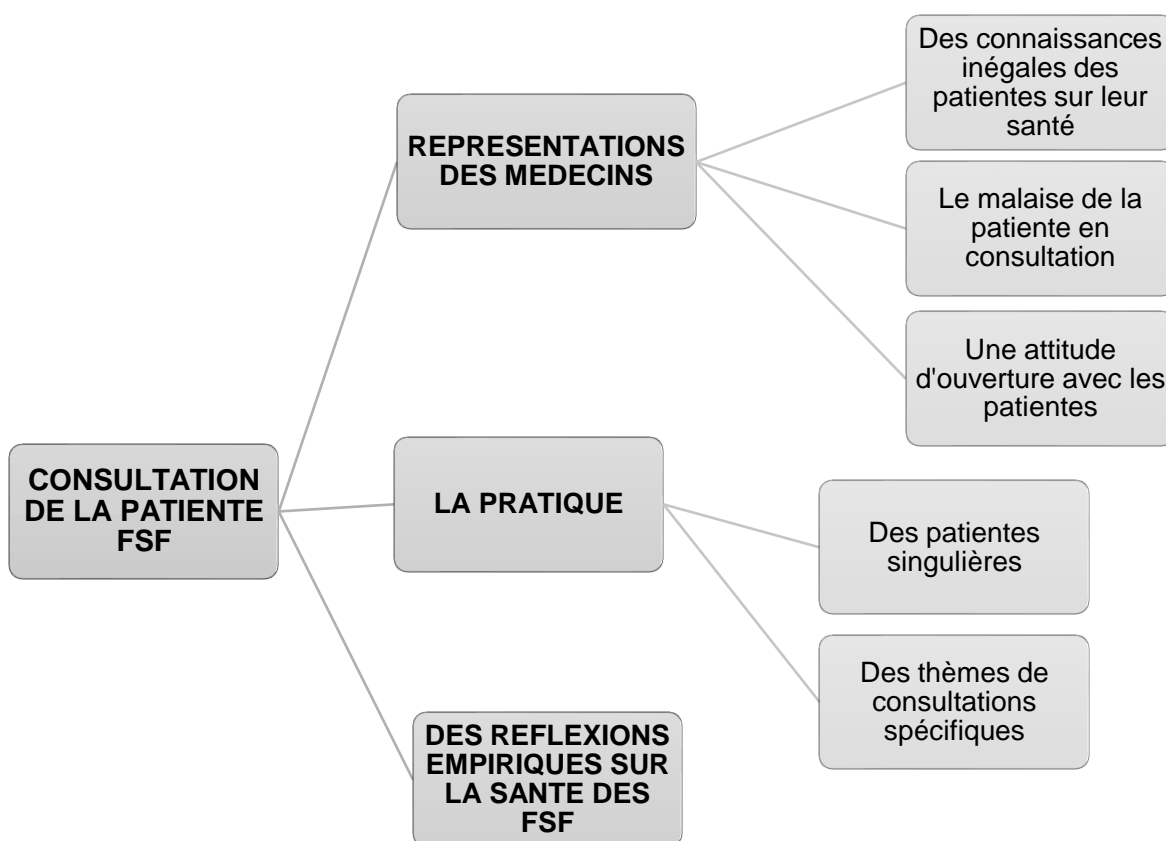 CONSULTATION
DE LA PATIENTE
FSF
REPRESENTATIONS
DES MEDECINS
Des connaissances
inégales des
patientes sur leur
santé
Le malaise de la
patiente en
consultation
Une attitude
d'ouverture avec les
patientes
LA PRATIQUE
Des patientes
singulières
Des thèmes de
consultations
spécifiques
DES REFLEXIONS
EMPIRIQUES SUR
LA SANTE DES
FSF